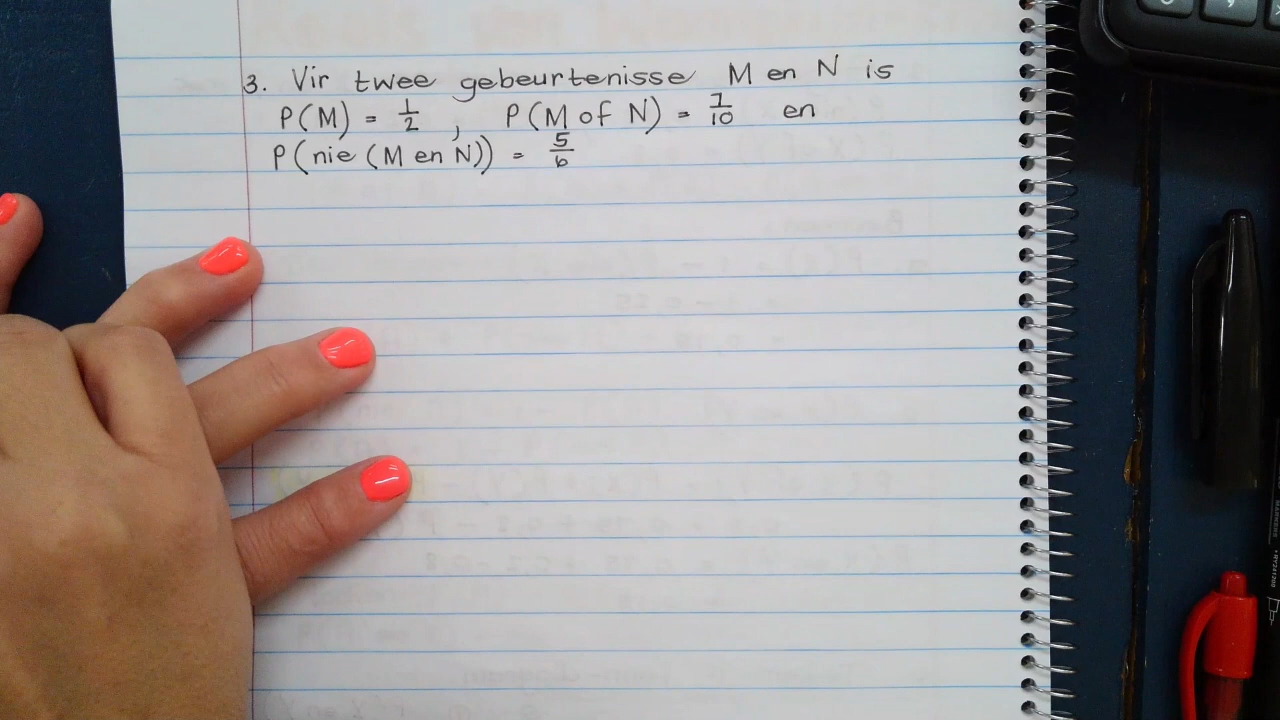 3. Vir twee gebeurtenisse M en N is
P(M) = 1/2 , P(M of N) = 7/10 en
P(nie (M en N)) = 5/6